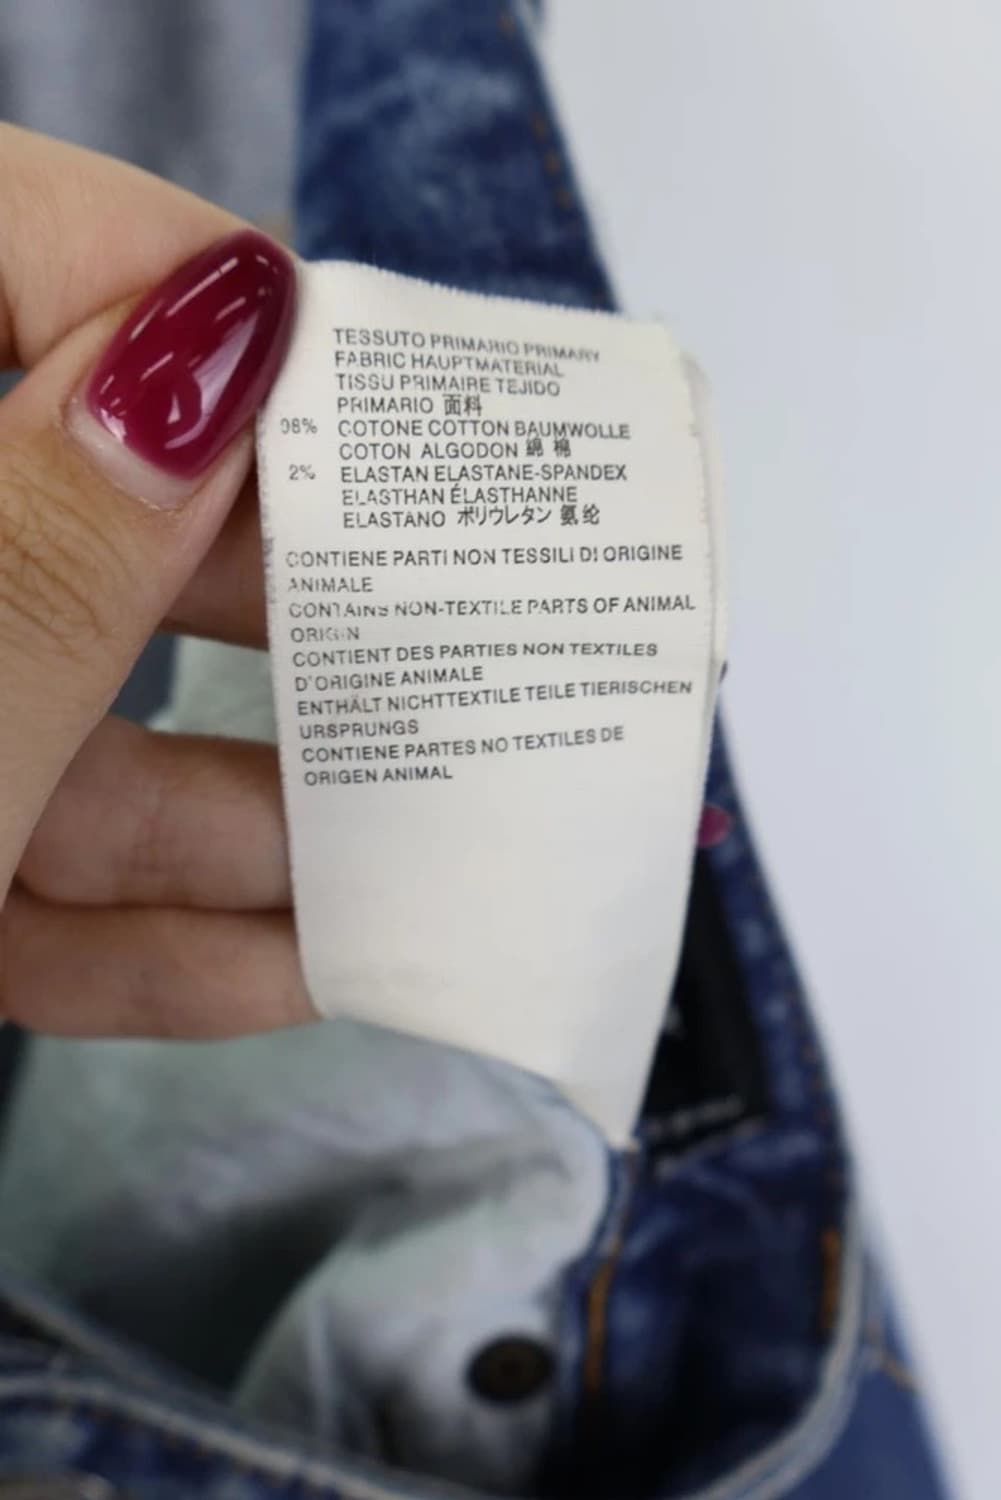 TESSUTO PRIMARIO PRIMARY
FABRIC HAUPTMATERIAL
TISSU PRIMAIRE TEJIDO
PRIMARIO 面料
98% COTONE COTTON BAUMWOLLE
COTON ALGODON 綿 棉
2% ELASTAN ELASTANE-SPANDEX
ELASTHAN ÉLASTHANNE
ELASTANO ポリウレタン 氨纶
CONTIENE PARTI NON TESSILI DI ORIGINE
ANIMALE
CONTAINS NON-TEXTILE PARTS OF ANIMAL
ORIGIN
CONTIENT DES PARTIES NON TEXTILES
D'ORIGINE ANIMALE
ENTHÄLT NICHTTEXTILE TEILE TIERISCHEN
URSPRUNGS
CONTIENE PARTES NO TEXTILES DE
ORIGEN ANIMAL